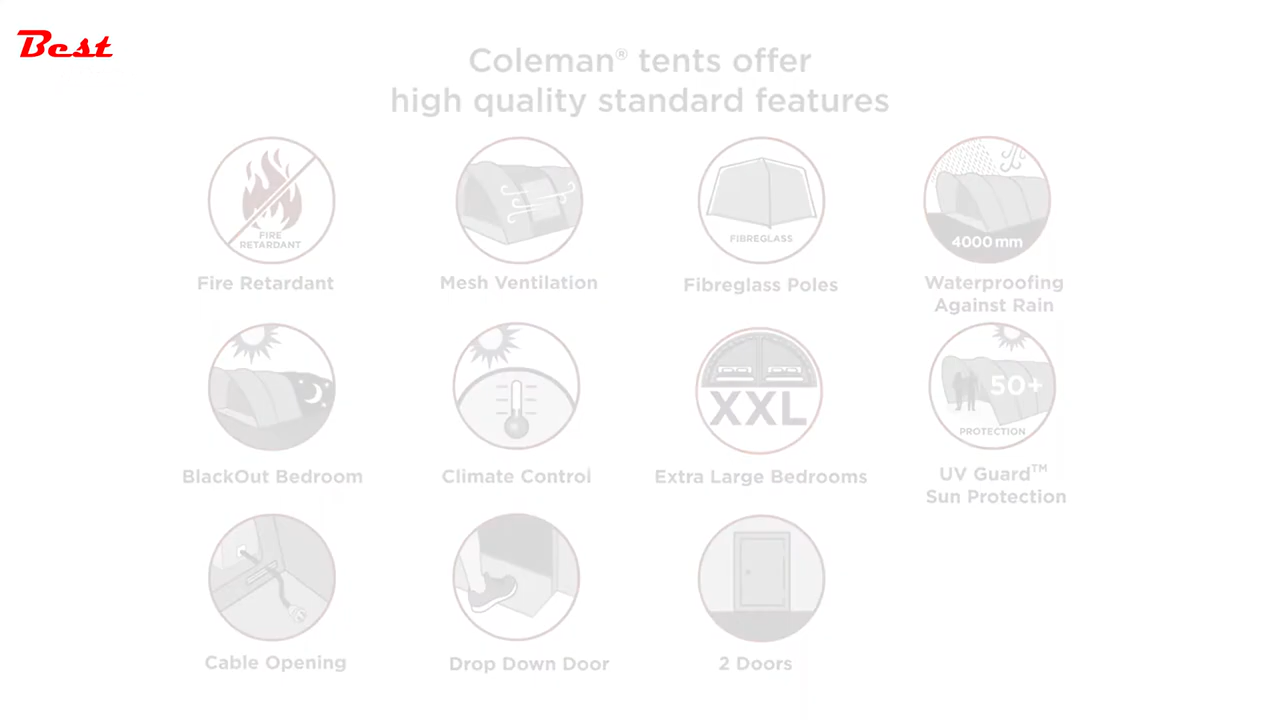 Best
Coleman® tents offer
high quality standard features
FIRE
RETARDANT
Fire Retardant
Mesh Ventilation
FIBREGLASS
Fibreglass Poles
4000 mm
Waterproofing
Against Rain
BlackOut Bedroom
Climate Control
XXL
Extra Large Bedrooms
50+
PROTECTION
UV Guard™
Sun Protection
Cable Opening
Drop Down Door
2 Doors